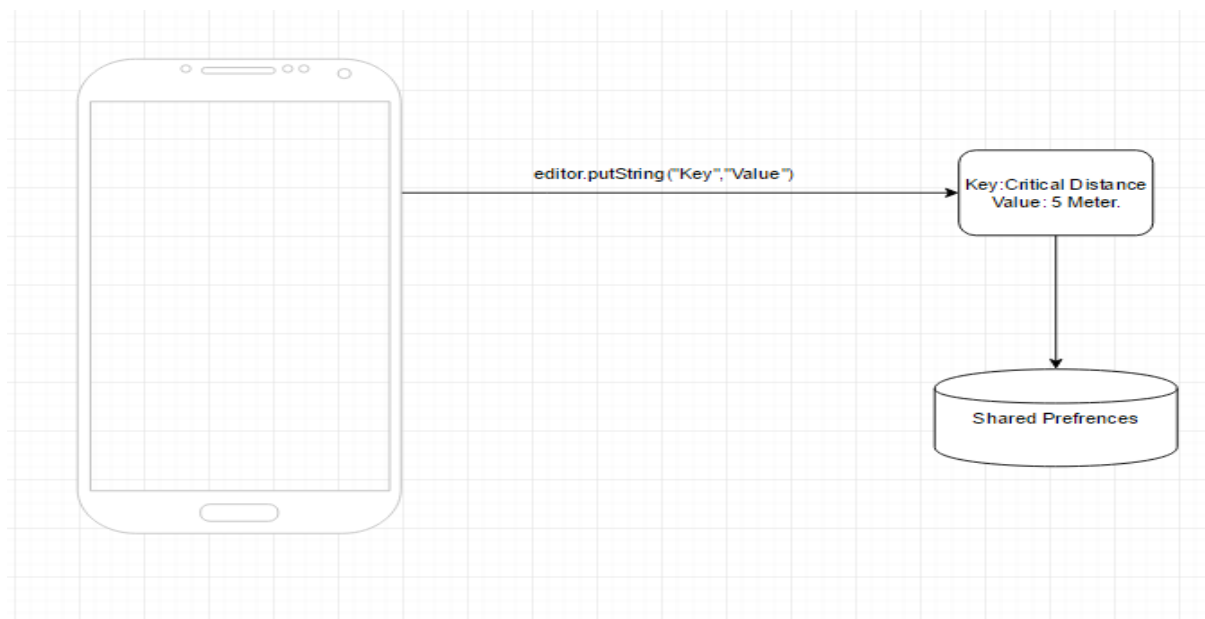 editor.putString("Key","Value")
Key:Critical Distance
Value: 5 Meter.
Shared Prefrences